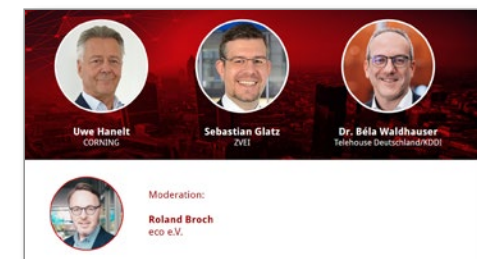 Uwe Hanelt
CORNING
Sebastian Glatz
ZVEI
Dr. Béla Waldhauser
Telehouse Deutschland/KDDI
Moderation:
Roland Broch
eco e.V.